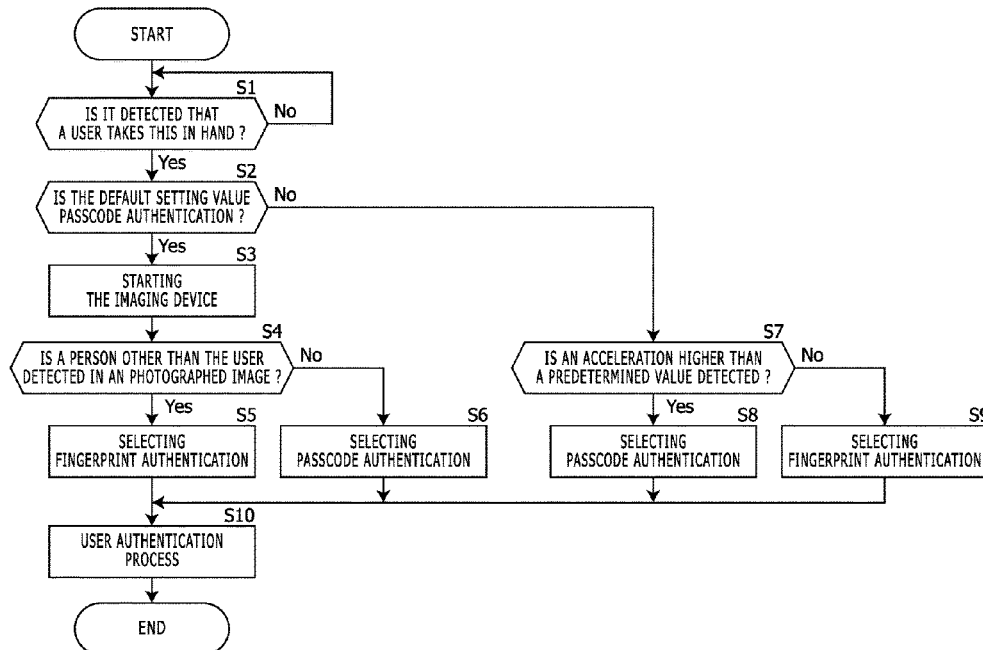 START
S1
IS IT DETECTED THAT
A USER TAKES THIS IN HAND ?
No
Yes
S2
IS THE DEFAULT SETTING VALUE
PASSCODE AUTHENTICATION ?
No
Yes
S3
STARTING
THE IMAGING DEVICE
S4
IS A PERSON OTHER THAN THE USER
DETECTED IN AN PHOTOGRAPHED IMAGE ?
No
Yes
S7
IS AN ACCELERATION HIGHER THAN
A PREDETERMINED VALUE DETECTED ?
No
Yes
S5
SELECTING
FINGERPRINT AUTHENTICATION
S6
SELECTING
PASSCODE AUTHENTICATION
S8
SELECTING
PASSCODE AUTHENTICATION
S9
SELECTING
FINGERPRINT AUTHENTICATION
S10
USER AUTHENTICATION
PROCESS
END